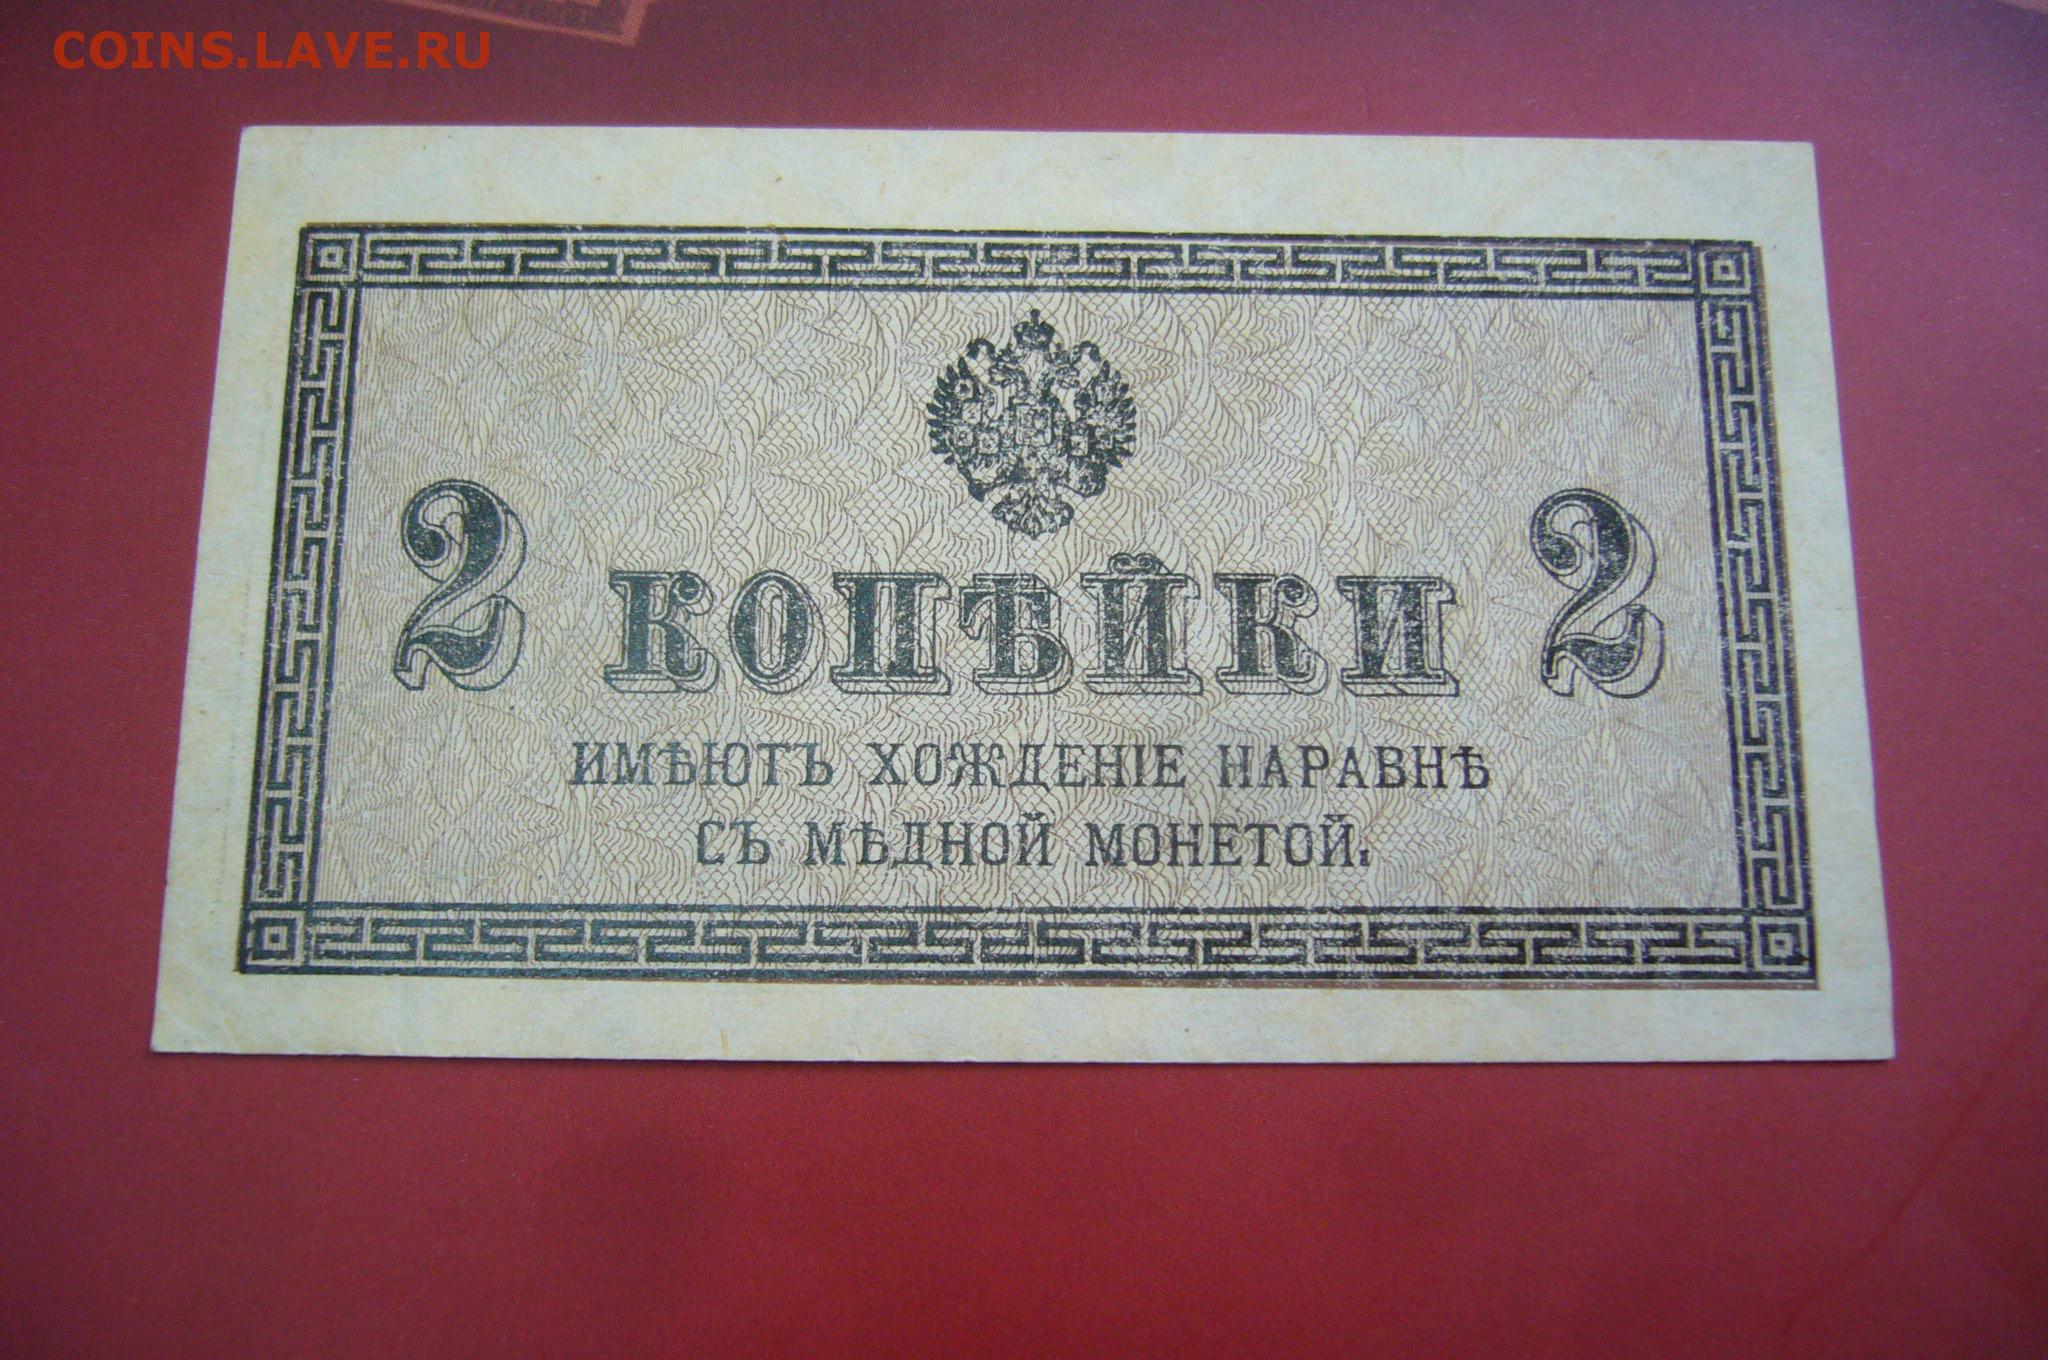 COINS.LAVE.RU
2 КОПѢЙКИ 2
ИМѢЮТЪ ХОЖДЕНІЕ НАРАВНѢ
СЪ МѢДНОЙ МОНЕТОЙ.